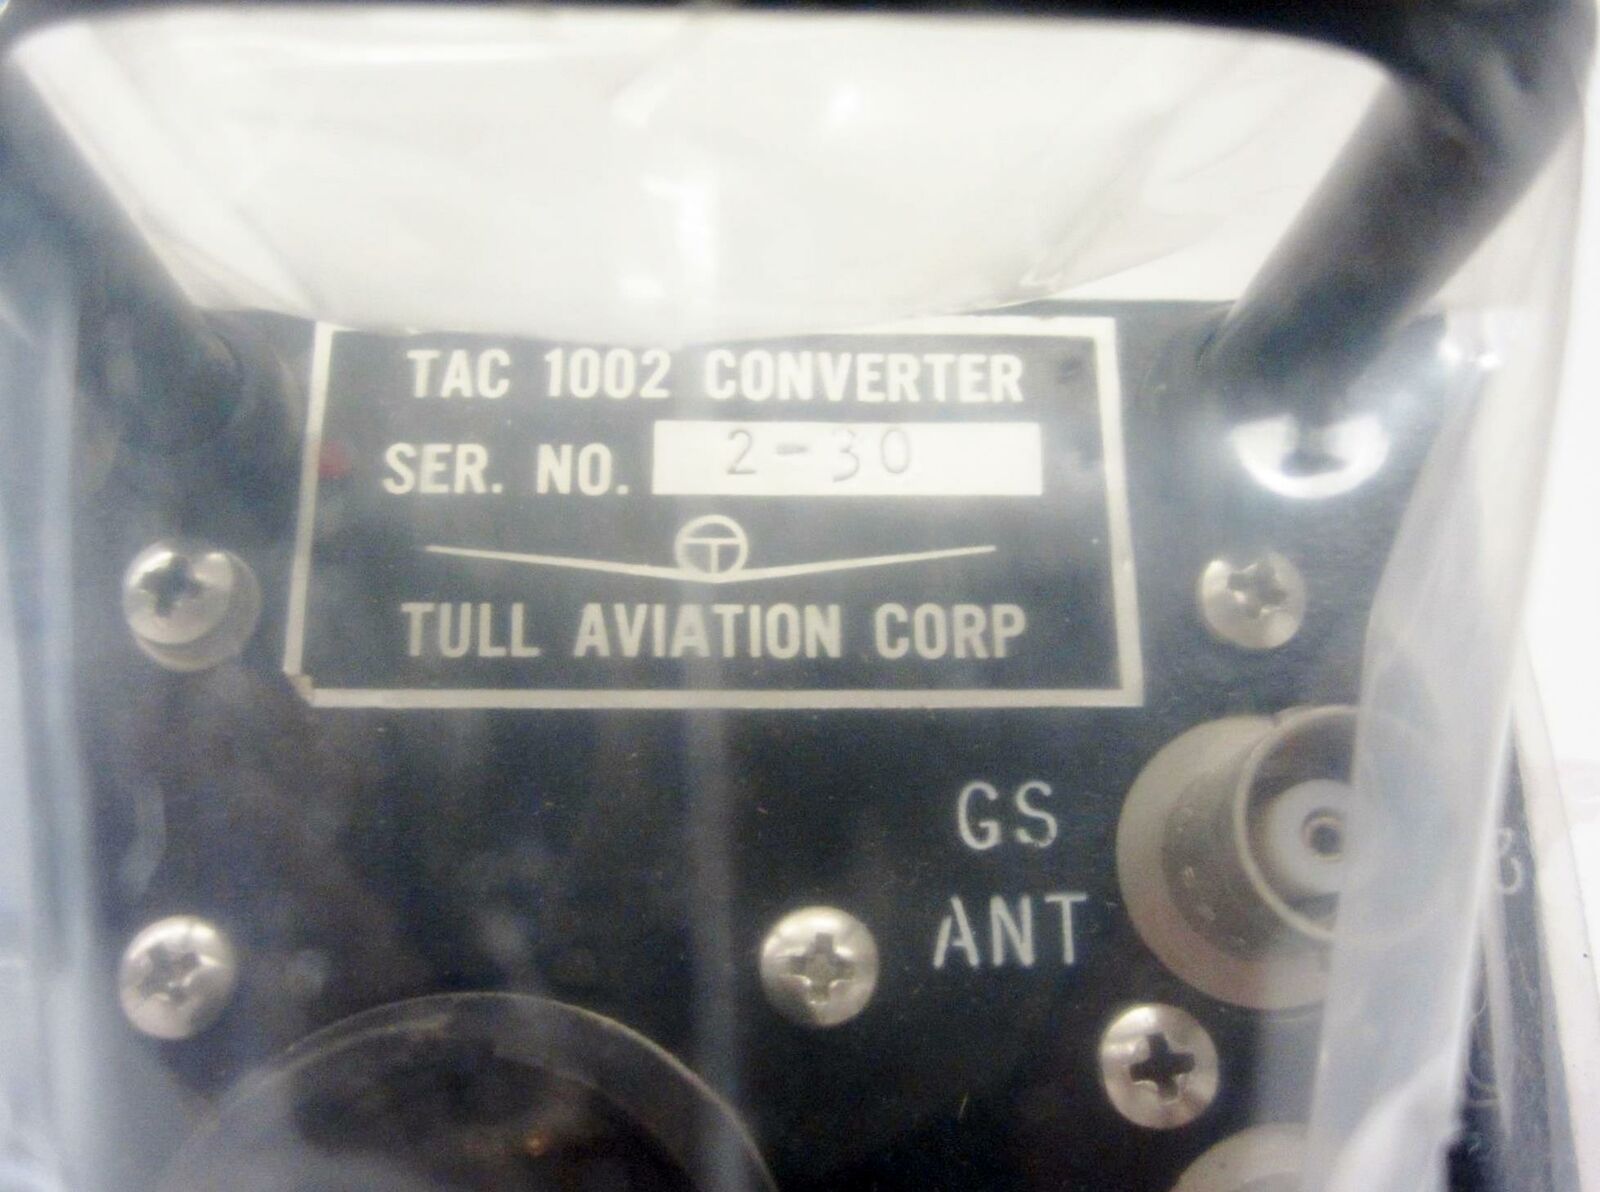 TAC 1002 CONVERTER
SER. NO. 2-30
T
TULL AVIATION CORP
GS
ANT